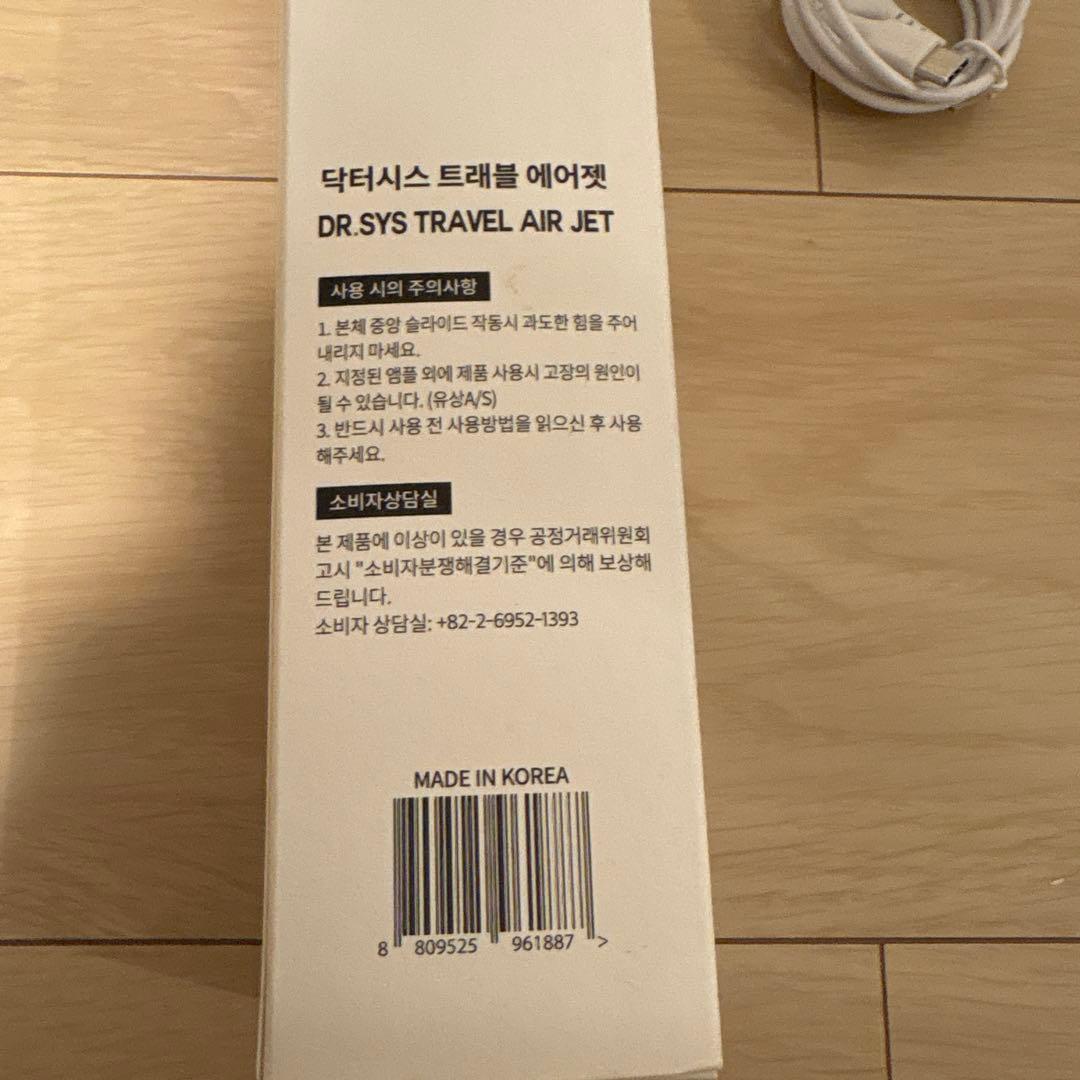 닥터시스 트래블 에어젯
DR.SYS TRAVEL AIR JET
사용 시의 주의사항
1. 본체 중앙 슬라이드 작동시 과도한 힘을 주어
내리지 마세요.
2. 지정된 앰플 외에 제품 사용시 고장의 원인이
될 수 있습니다. (유상A/S)
3. 반드시 사용 전 사용방법을 읽으신 후 사용
해주세요.
소비자상담실
본 제품에 이상이 있을 경우 공정거래위원회
고시 "소비자분쟁해결기준"에 의해 보상해
드립니다.
소비자 상담실: +82-2-6952-1393
MADE IN KOREA
8 809525 961887 >